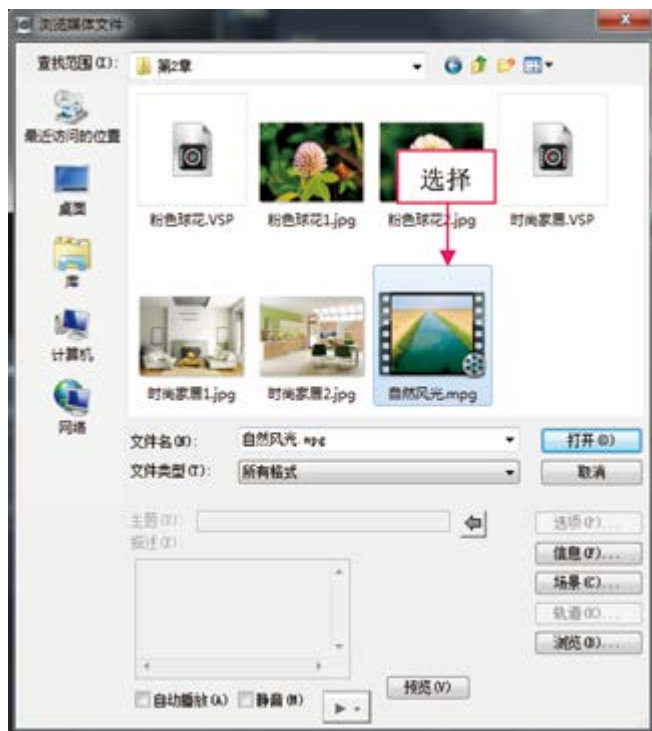 浏览媒体文件
查找范围(I): 第2章
最近访问的位置
桌面
库
计算机
网络
选择
粉色球花.VSP
粉色球花1.jpg
粉色球花2.jpg
时尚家居.VSP
时尚家居1.jpg
时尚家居2.jpg
自然风光.mpg
文件名(N): 自然风光.mpg
打开(O)
文件类型(T): 所有格式
取消
主题(U):
描述(E):
选项(P)...
信息(F)...
场景(C)...
轨道(K)...
浏览(B)...
自动播放(A)
静音(M)
预览(V)